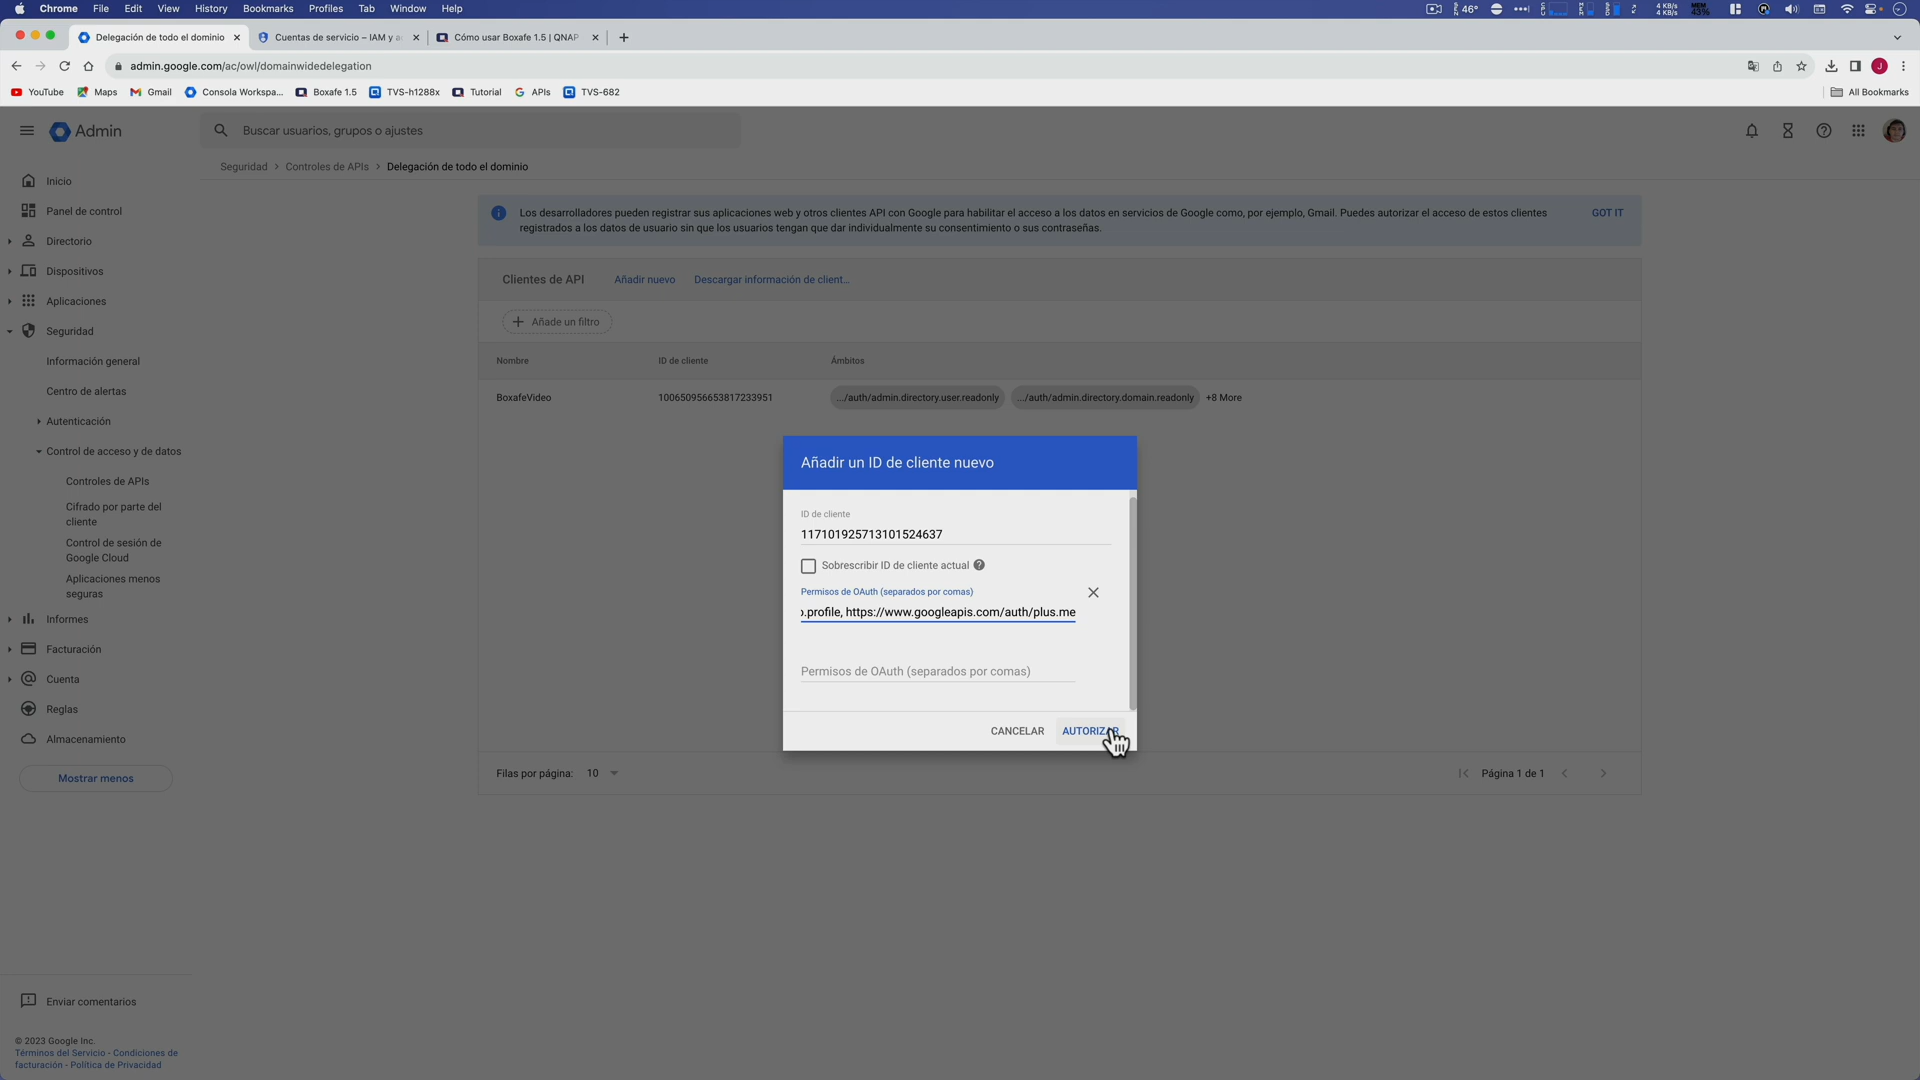 Chrome File Edit View History Bookmarks Profiles Tab Window Help
46° 4 KB/s 4 KB/s MEM 43%
Delegación de todo el dominio
Cuentas de servicio – IAM y a
Cómo usar Boxafe 1.5 | QNAP
admin.google.com/ac/owl/domainwidedelegation
J
YouTube Maps Gmail Consola Workspa... Boxafe 1.5 TVS-h1288x Tutorial APIs TVS-682 All Bookmarks
Admin
Buscar usuarios, grupos o ajustes
Seguridad > Controles de APIs > Delegación de todo el dominio
Inicio
Panel de control
Directorio
Dispositivos
Aplicaciones
Seguridad
Información general
Centro de alertas
Autenticación
Control de acceso y de datos
Controles de APIs
Cifrado por parte del
cliente
Control de sesión de
Google Cloud
Aplicaciones menos
seguras
Informes
Facturación
Cuenta
Reglas
Almacenamiento
Mostrar menos
Enviar comentarios
© 2023 Google Inc.
Términos del Servicio - Condiciones de
facturación - Política de Privacidad
Los desarrolladores pueden registrar sus aplicaciones web y otros clientes API con Google para habilitar el acceso a los datos en servicios de Google como, por ejemplo, Gmail. Puedes autorizar el acceso de estos clientes
registrados a los datos de usuario sin que los usuarios tengan que dar individualmente su consentimiento o sus contraseñas.
GOT IT
Clientes de API Añadir nuevo Descargar información de client...
Añade un filtro
Nombre ID de cliente Ámbitos
BoxafeVideo 100650956653817233951 .../auth/admin.directory.user.readonly .../auth/admin.directory.domain.readonly +8 More
Añadir un ID de cliente nuevo
ID de cliente
117101925713101524637
Sobrescribir ID de cliente actual
Permisos de OAuth (separados por comas)
.profile, https://www.googleapis.com/auth/plus.me
Permisos de OAuth (separados por comas)
CANCELAR AUTORIZAR
Filas por página: 10
Página 1 de 1